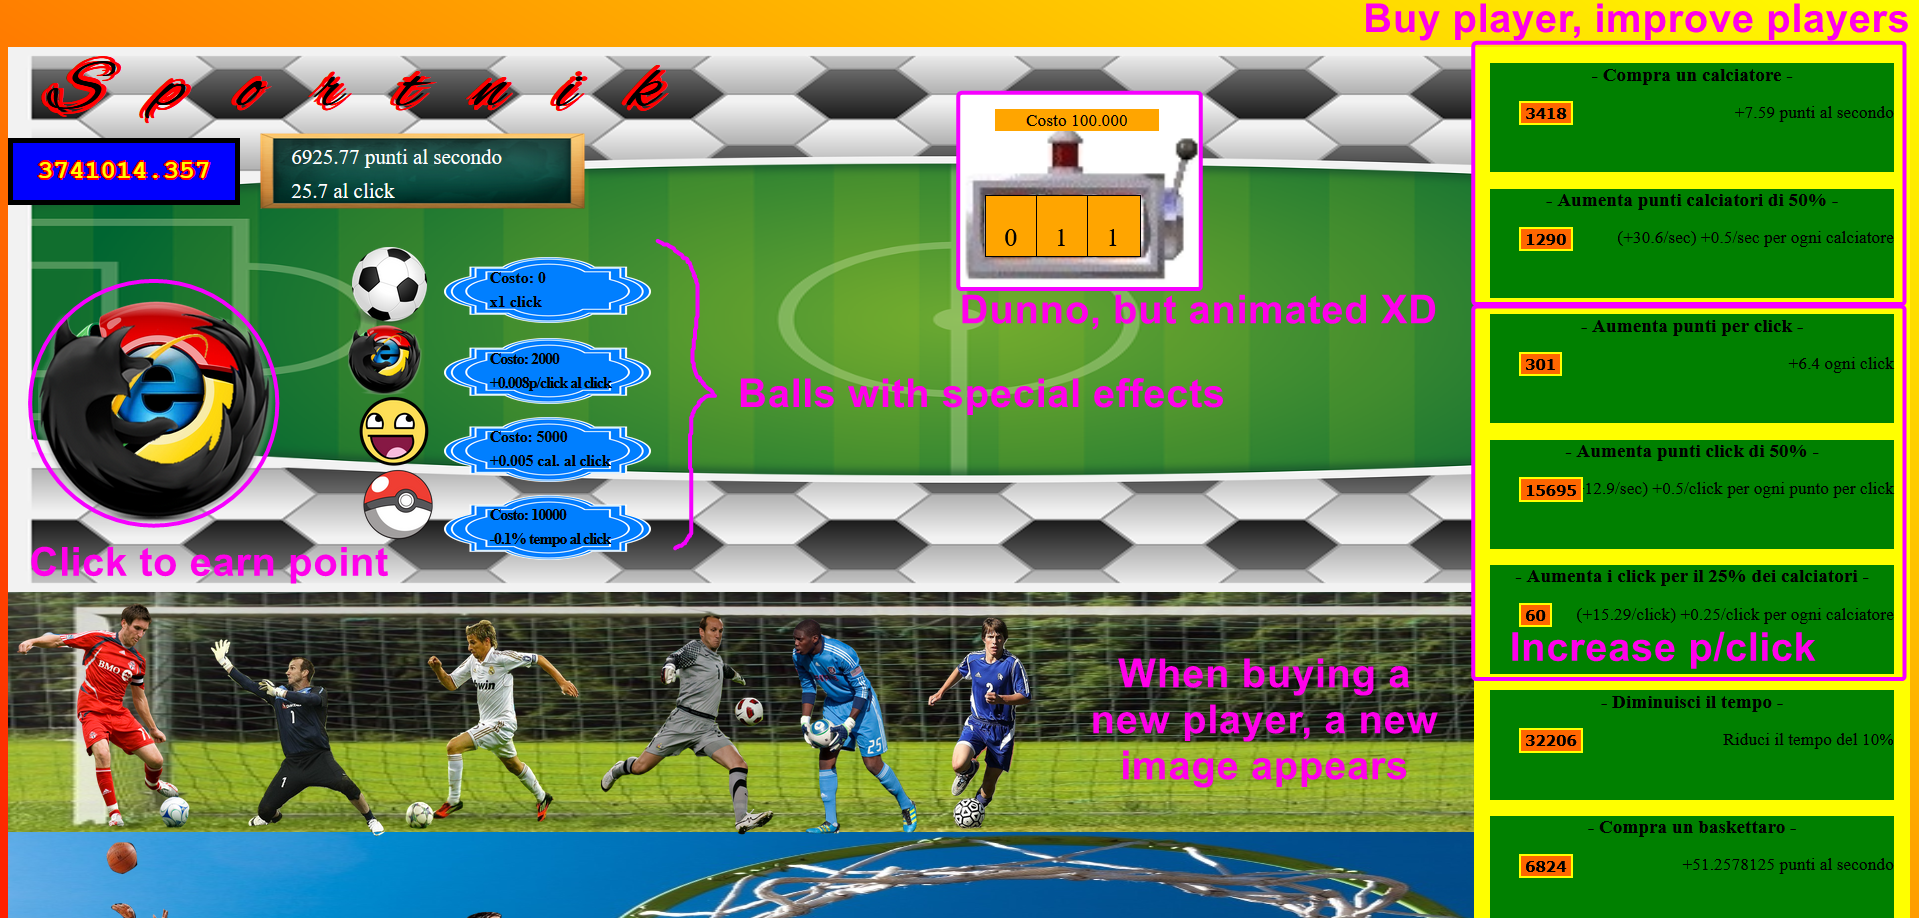 Buy player, improve players
Sportnik
3741014.357
6925.77 punti al secondo
25.7 al click
Costo 100.000
0 1 1
Dunno, but animated XD
Costo: 0
x1 click
Costo: 2000
+0.008p/click al click
Costo: 5000
+0.005 cal. al click
Costo: 10000
-0.1% tempo al click
Balls with special effects
Click to earn point
When buying a
new player, a new
image appears
- Compra un calciatore -
3418 +7.59 punti al secondo
- Aumenta punti calciatori di 50% -
1290 (+30.6/sec) +0.5/sec per ogni calciatore
- Aumenta punti per click -
301 +6.4 ogni click
- Aumenta punti click di 50% -
15695 12.9/sec) +0.5/click per ogni punto per click
- Aumenta i click per il 25% dei calciatori -
60 (+15.29/click) +0.25/click per ogni calciatore
Increase p/click
- Diminuisci il tempo -
32206 Riduci il tempo del 10%
- Compra un baskettaro -
6824 +51.2578125 punti al secondo
BMO
bwin
1
1
2
25